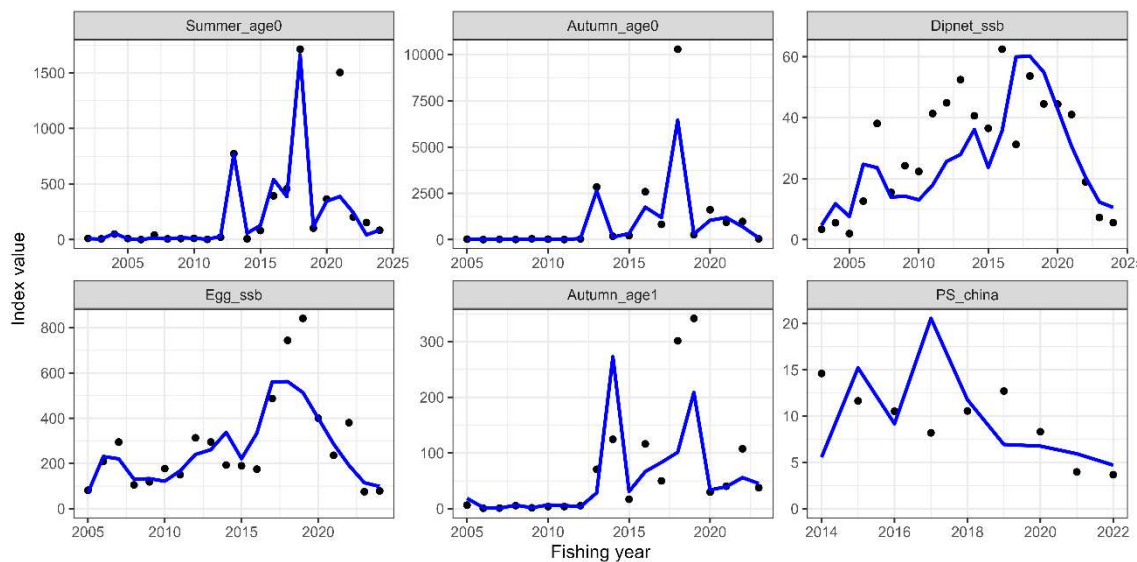 Summer_age0
Autumn_age0
Dipnet_ssb
1500
1000
500
0
2005 2010 2015 2020 2025
10000
7500
5000
2500
0
2005 2010 2015 2020
60
40
20
0
2005 2010 2015 2020 2025
Egg_ssb
Autumn_age1
PS_china
800
600
400
200
0
2005 2010 2015 2020
300
200
100
0
2005 2010 2015 2020
20
15
10
5
0
2014 2016 2018 2020 2022
Index value
Fishing year